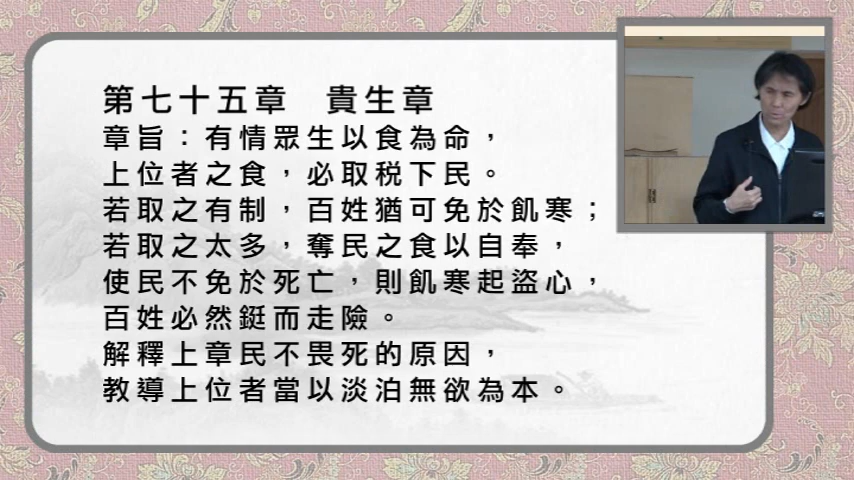 第七十五章　貴生章
章旨：有情眾生以食為命，
上位者之食，必取税下民。
若取之有制，百姓猶可免於飢寒；
若取之太多，奪民之食以自奉，
使民不免於死亡，則飢寒起盜心，
百姓必然鋌而走險。
解釋上章民不畏死的原因，
教導上位者當以淡泊無欲為本。